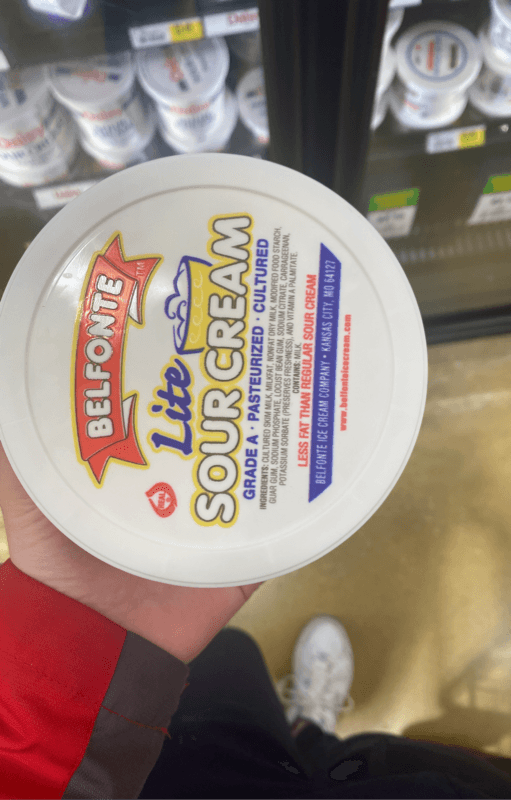 BELFONTE™
Lite
SOUR CREAM
GRADE A • PASTEURIZED • CULTURED
INGREDIENTS: CULTURED SKIM MILK, MILKFAT, NONFAT DRY MILK, MODIFIED FOOD STARCH,
GUAR GUM, SODIUM PHOSPHATE, LOCUST BEAN GUM, SODIUM CITRATE, CARRAGEENAN,
POTASSIUM SORBATE (PRESERVES FRESHNESS), AND VITAMIN A PALMITATE.
CONTAINS: MILK.
LESS FAT THAN REGULAR SOUR CREAM
BELFONTE ICE CREAM COMPANY • KANSAS CITY, MO 64127
www.belfonteicecream.com